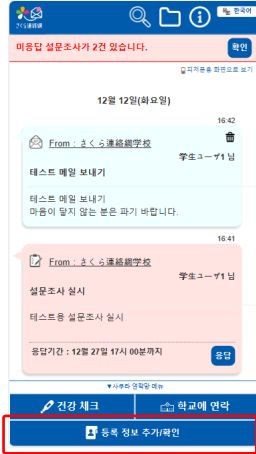 さくら連絡網
한국어
미응답 설문조사가 2건 있습니다.
확인
피처폰용 화면으로 보기
12월 12일(화요일)
16:42
From : さくら連絡網学校
学生ユーザ1 님
테스트 메일 보내기
테스트 메일 보내기
마음이 닿지 않는 분은 파기 바랍니다.
16:41
From : さくら連絡網学校
学生ユーザ1 님
설문조사 실시
테스트용 설문조사 실시
응답기간 : 12월 27일 17시 00분까지
응답
▼사쿠라 연락망 메뉴
건강 체크
학교에 연락
등록 정보 추가/확인